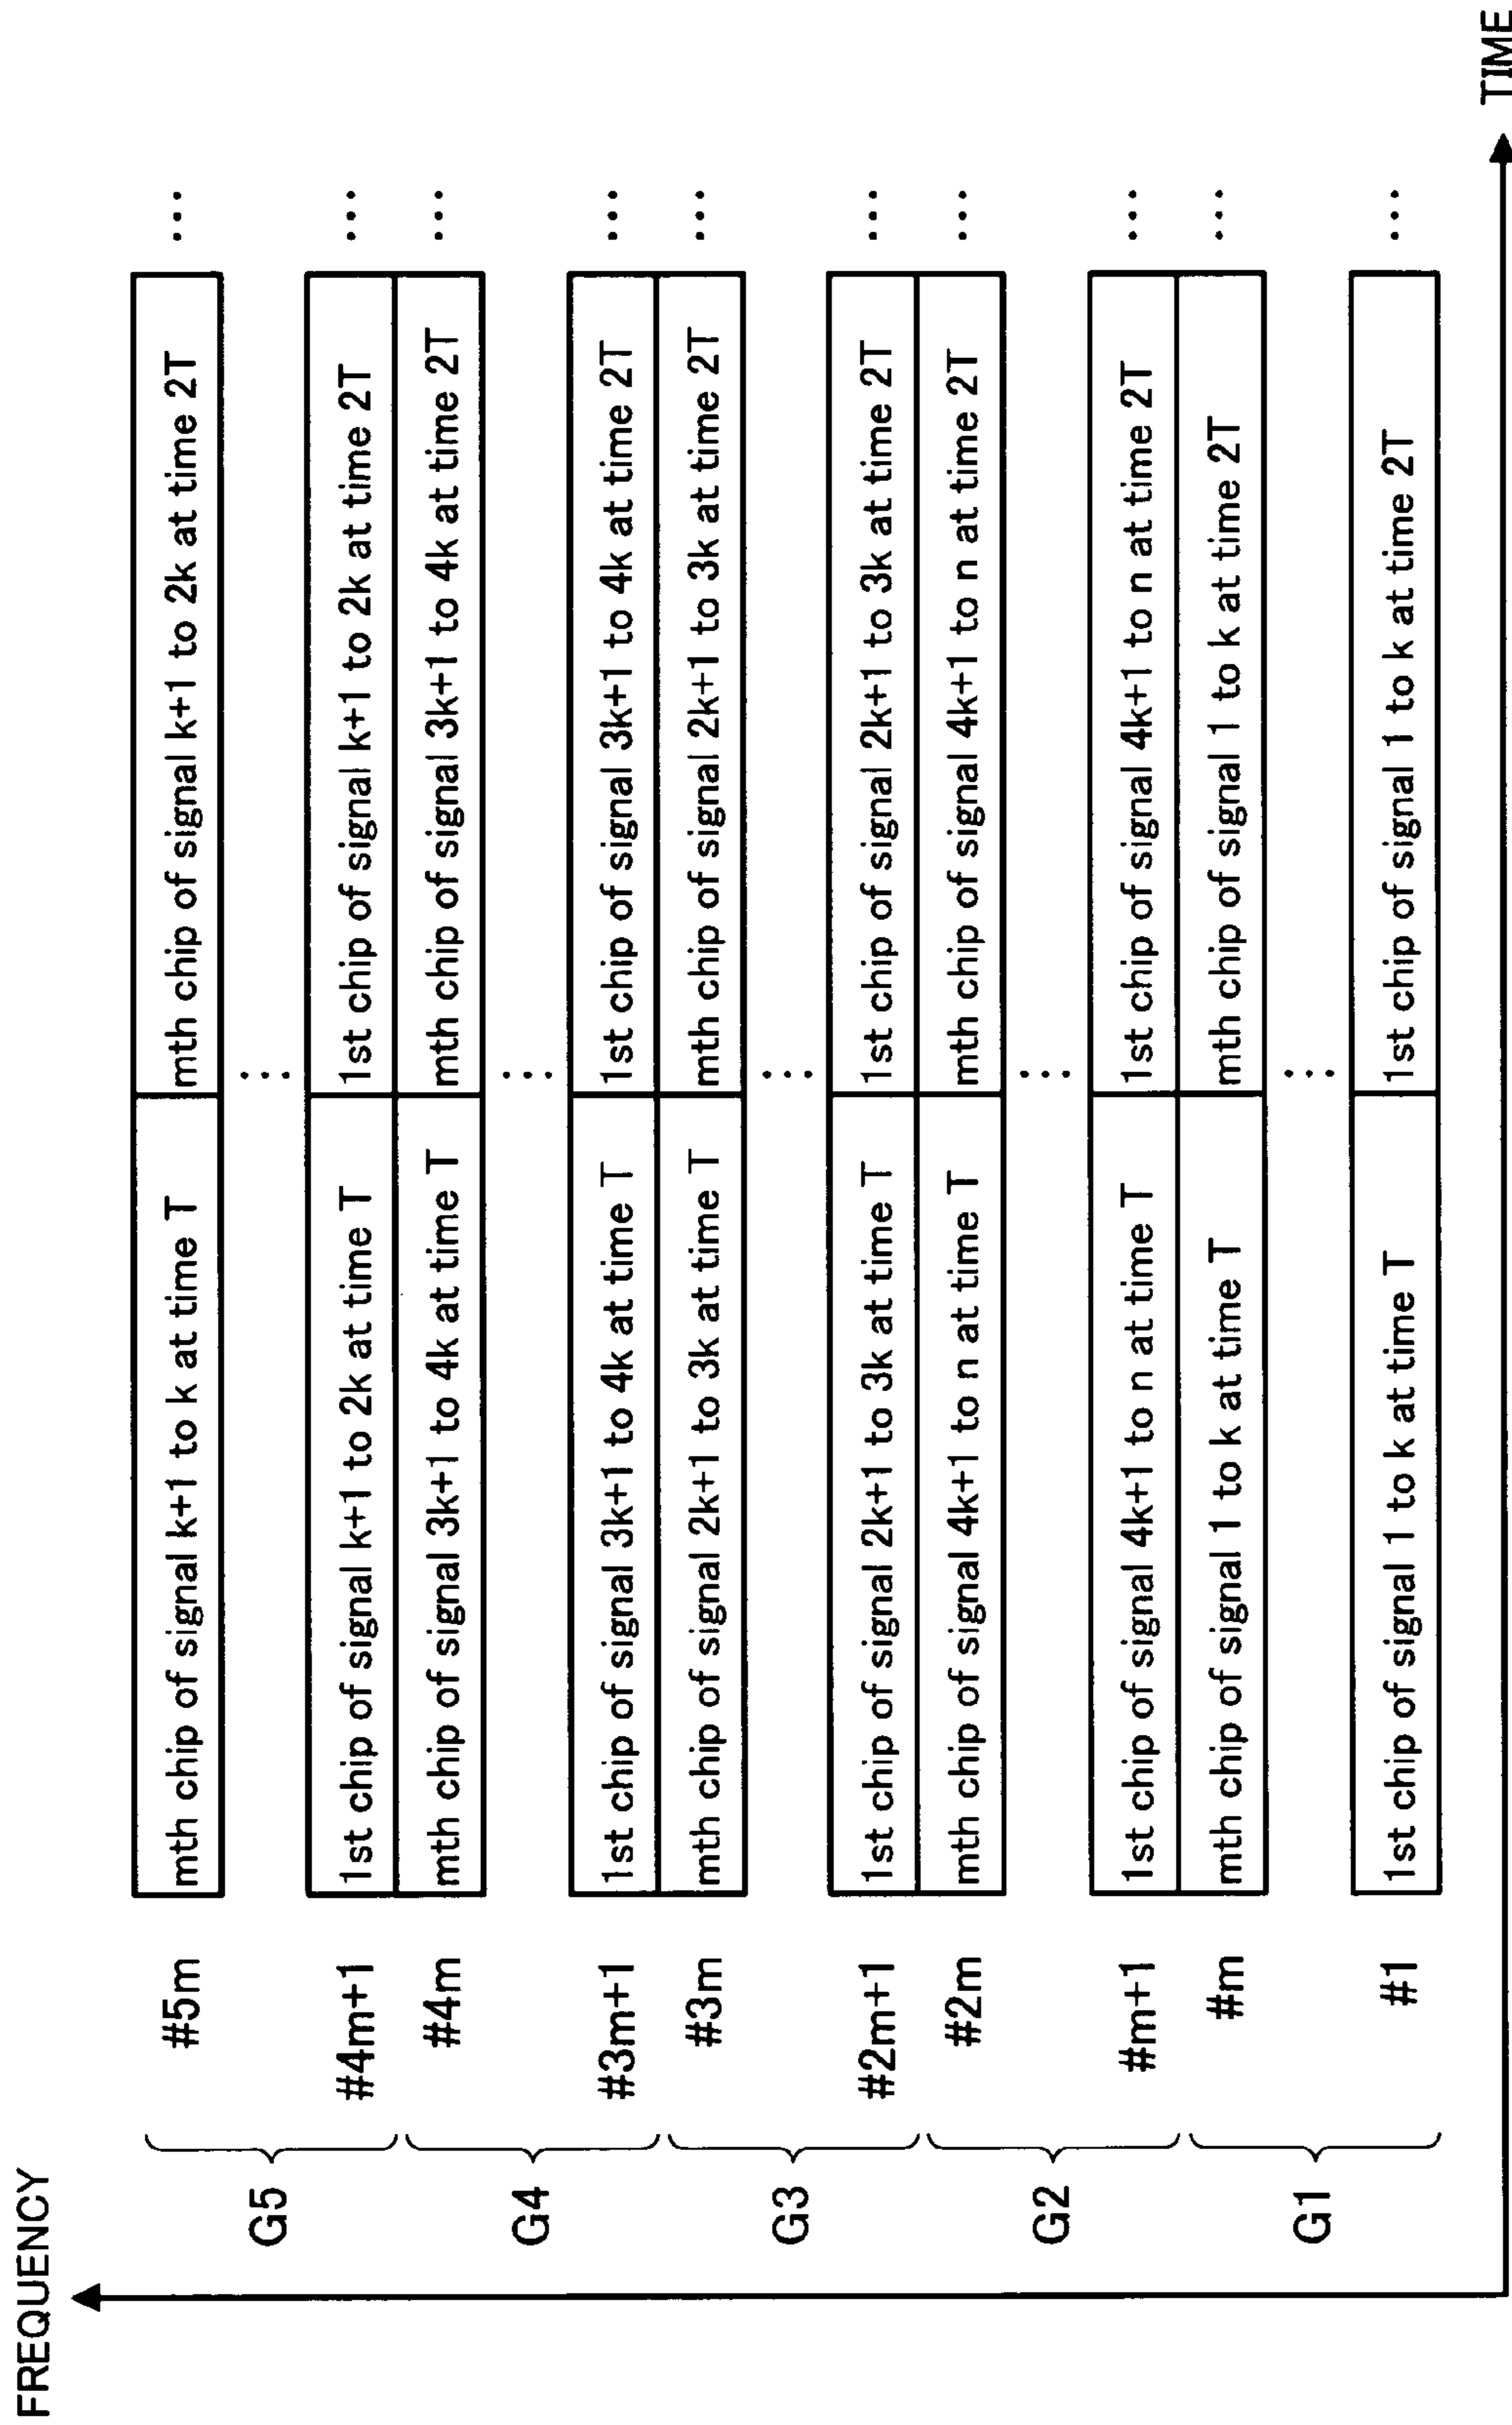 FREQUENCY
G5
#5m
mth chip of signal k+1 to k at time T
mth chip of signal k+1 to 2k at time 2T
...
...
#4m+1
1st chip of signal k+1 to 2k at time T
1st chip of signal k+1 to 2k at time 2T
...
G4
#4m
mth chip of signal 3k+1 to 4k at time T
mth chip of signal 3k+1 to 4k at time 2T
...
...
#3m+1
1st chip of signal 3k+1 to 4k at time T
1st chip of signal 3k+1 to 4k at time 2T
...
G3
#3m
mth chip of signal 2k+1 to 3k at time T
mth chip of signal 2k+1 to 3k at time 2T
...
...
#2m+1
1st chip of signal 2k+1 to 3k at time T
1st chip of signal 2k+1 to 3k at time 2T
...
G2
#2m
mth chip of signal 4k+1 to n at time T
mth chip of signal 4k+1 to n at time 2T
...
...
#m+1
1st chip of signal 4k+1 to n at time T
1st chip of signal 4k+1 to n at time 2T
...
G1
#m
mth chip of signal 1 to k at time T
mth chip of signal 1 to k at time 2T
...
...
#1
1st chip of signal 1 to k at time T
1st chip of signal 1 to k at time 2T
...
TIME